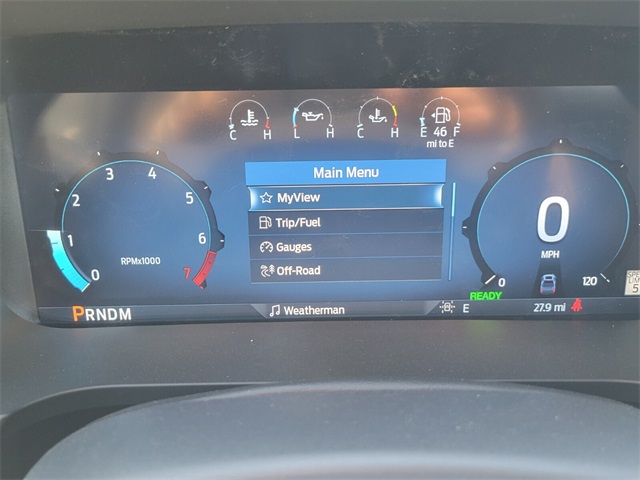 C H L H C H E 46 F
mi to E
Main Menu
MyView
Trip/Fuel
Gauges
Off-Road
0 1 2 3 4 5 6 7
RPMx1000
0
MPH
0 120
READY
PRNDM
Weatherman
E
27.9 mi